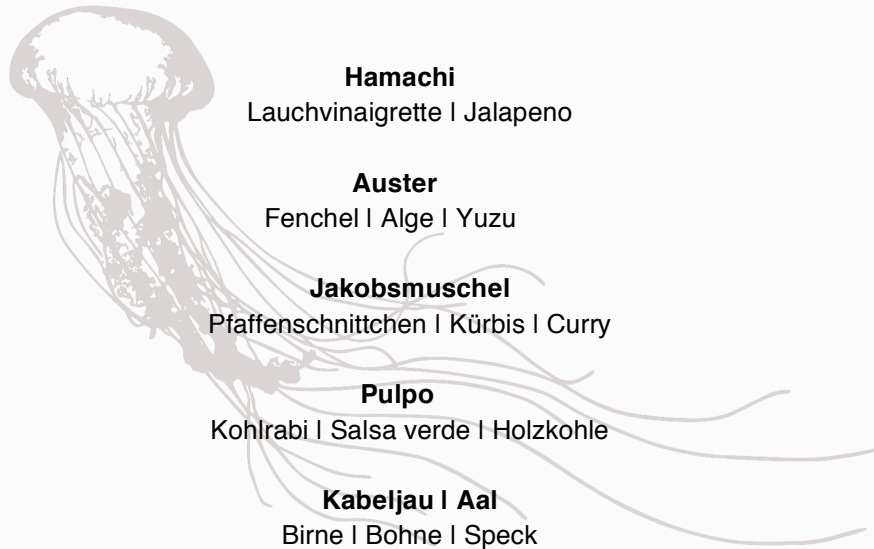 Hamachi
Lauchvinaigrette l Jalapeno
Auster
Fenchel l Alge l Yuzu
Jakobsmuschel
Pfaffenschnittchen l Kürbis l Curry
Pulpo
Kohlrabi l Salsa verde l Holzkohle
Kabeljau l Aal
Birne l Bohne l Speck